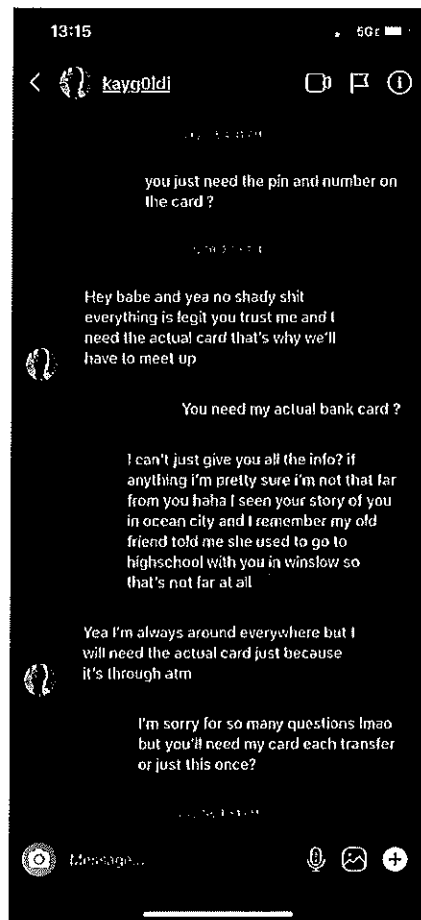 13:15
5G
kayg0ldi
you just need the pin and number on
the card ?
Hey babe and yea no shady shit
everything is legit you trust me and I
need the actual card that's why we'll
have to meet up
You need my actual bank card ?
I can't just give you all the info? if
anything i'm pretty sure i'm not that far
from you haha I seen your story of you
in ocean city and I remember my old
friend told me she used to go to
highschool with you in winslow so
that's not far at all
Yea I'm always around everywhere but I
will need the actual card just because
it's through atm
I'm sorry for so many questions lmao
but you'll need my card each transfer
or just this once?
Message...